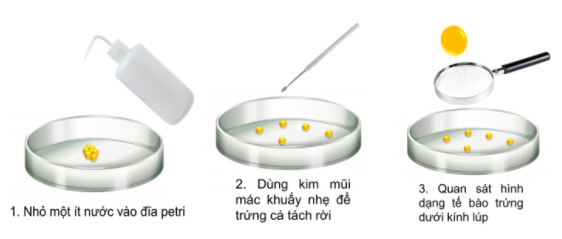 1. Nhỏ một ít nước vào đĩa petri
2. Dùng kim mũi
mác khuấy nhẹ để
trứng cá tách rời
3. Quan sát hình
dạng tế bào trứng
dưới kính lúp